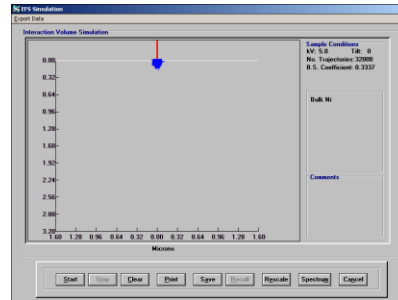 EFS Simulation
Export Data
Interaction Volume Simulation
Sample Conditions
kV: 5.0 Tilt: 0
No. Trajectories: 32000
B.S. Coefficient: 0.3337
Bulk Ni
Comments
0.00
0.32
0.64
0.96
1.28
1.60
1.92
2.24
2.56
2.88
3.20
1.60 1.28 0.96 0.64 0.32 0.00 0.32 0.64 0.96 1.28 1.60
Microns
Start Stop Clear Print Save Recall Rescale Spectrum Cancel